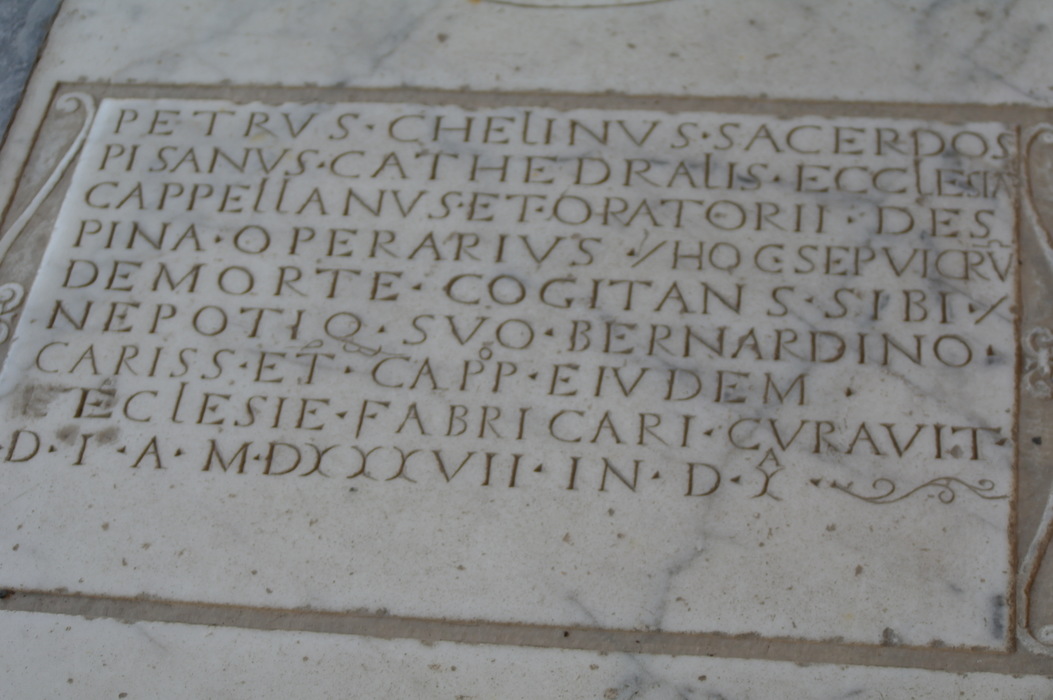 PETRVS·CHELINVS·SACERDOS
PISANVS·CATHEDRALIS·ECCLESIA
CAPPELLANVS·ET·ORATORII·DES
PINA·OPERARIVS HOC SEPVLCRV̄
DE MORTE·COGITANS·SIBI·
NEPOTIQ·SVO·BERNARDINO·
CARISS·ET·CAPP·EIVDEM·
ECLESIE·FABRICARI·CVRAVIT·
·D·I·A·M·DXXXVII·IN·D·X·